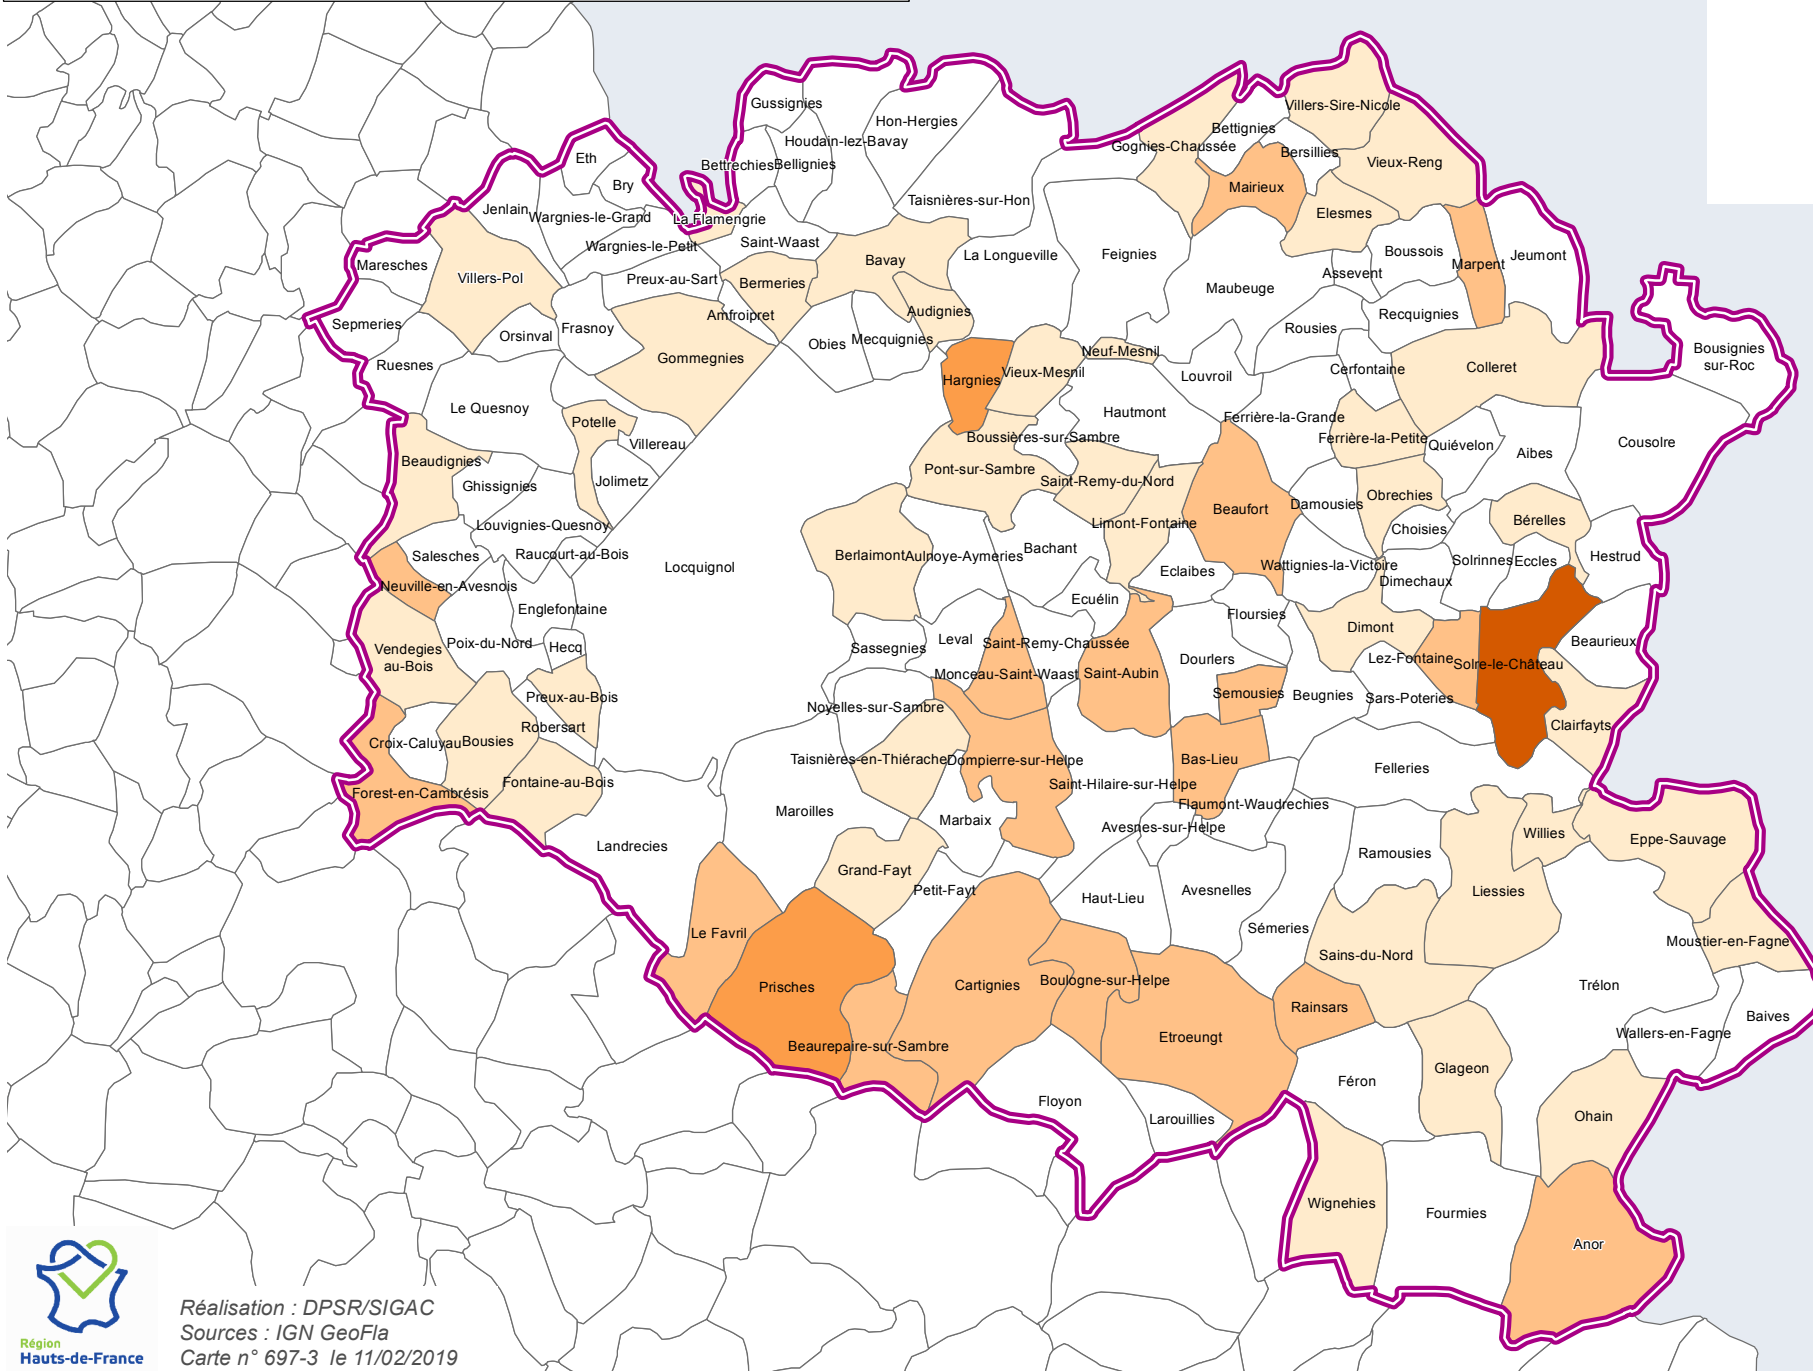 Gussignies
Hon-Hergies
Houdain-lez-Bavay
Bettrechies
Bellignies
Eth
Bry
Taisnières-sur-Hon
Jenlain
Wargnies-le-Grand
La Flamengrie
Wargnies-le-Petit
Saint-Waast
Villers-Sire-Nicole
Bettignies
Gognies-Chaussée
Bersillies
Vieux-Reng
Mairieux
Elesmes
Maresches
Villers-Pol
Preux-au-Sart
Bermeries
Bavay
La Longueville
Feignies
Boussois
Marpent
Jeumont
Assevent
Maubeuge
Sepmeries
Orsinval
Frasnoy
Amfroipret
Audignies
Obies
Mecquignies
Recquignies
Rousies
Ruesnes
Gommegnies
Hargnies
Vieux-Mesnil
Neuf-Mesnil
Louvroil
Cerfontaine
Colleret
Bousignies
sur-Roc
Le Quesnoy
Potelle
Villereau
Hautmont
Ferrière-la-Grande
Boussières-sur-Sambre
Ferrière-la-Petite
Quiévelon
Aibes
Cousolre
Beaudignies
Ghissignies
Jolimetz
Pont-sur-Sambre
Saint-Remy-du-Nord
Obrechies
Damousies
Beaufort
Louvignies-Quesnoy
Limont-Fontaine
Choisies
Bérelles
Salesches
Raucourt-au-Bois
Locquignol
Berlaimont
Aulnoye-Aymeries
Bachant
Eclaibes
Wattignies-la-Victoire
Dimechaux
Solrinnes
Eccles
Hestrud
Neuville-en-Avesnois
Englefontaine
Ecuélin
Floursies
Dimont
Vendegies
au-Bois
Poix-du-Nord
Hecq
Sassegnies
Leval
Saint-Remy-Chaussée
Beaurieux
Monceau-Saint-Waast
Saint-Aubin
Dourlers
Lez-Fontaine
Solre-le-Château
Semousies
Beugnies
Sars-Poteries
Preux-au-Bois
Robersart
Noyelles-sur-Sambre
Clairfayts
Croix-Caluyau
Bousies
Taisnières-en-Thiérache
Dompierre-sur-Helpe
Bas-Lieu
Felleries
Fontaine-au-Bois
Forest-en-Cambrésis
Saint-Hilaire-sur-Helpe
Flaumont-Waudrechies
Maroilles
Marbaix
Avesnes-sur-Helpe
Willies
Eppe-Sauvage
Landrecies
Ramousies
Grand-Fayt
Petit-Fayt
Haut-Lieu
Avesnelles
Liessies
Le Favril
Sémeries
Sains-du-Nord
Moustier-en-Fagne
Prisches
Cartignies
Boulogne-sur-Helpe
Trélon
Rainsars
Baives
Wallers-en-Fagne
Beaurepaire-sur-Sambre
Etroeungt
Glageon
Féron
Floyon
Larouillies
Ohain
Wignehies
Fourmies
Anor
Région
Hauts-de-France
Réalisation : DPSR/SIGAC
Sources : IGN GeoFla
Carte n° 697-3  le 11/02/2019